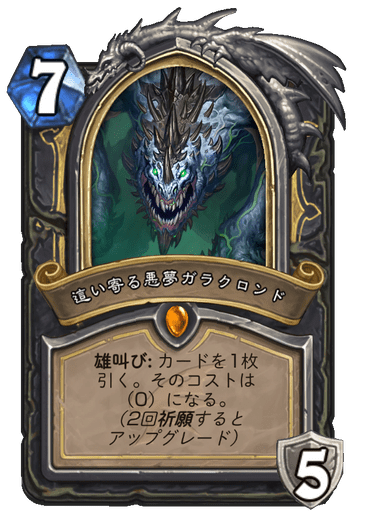 7
這い寄る悪夢ガラクロンド
雄叫び: カードを1枚
引く。そのコストは
(0) になる。
(2回祈願すると
アップグレード)
5